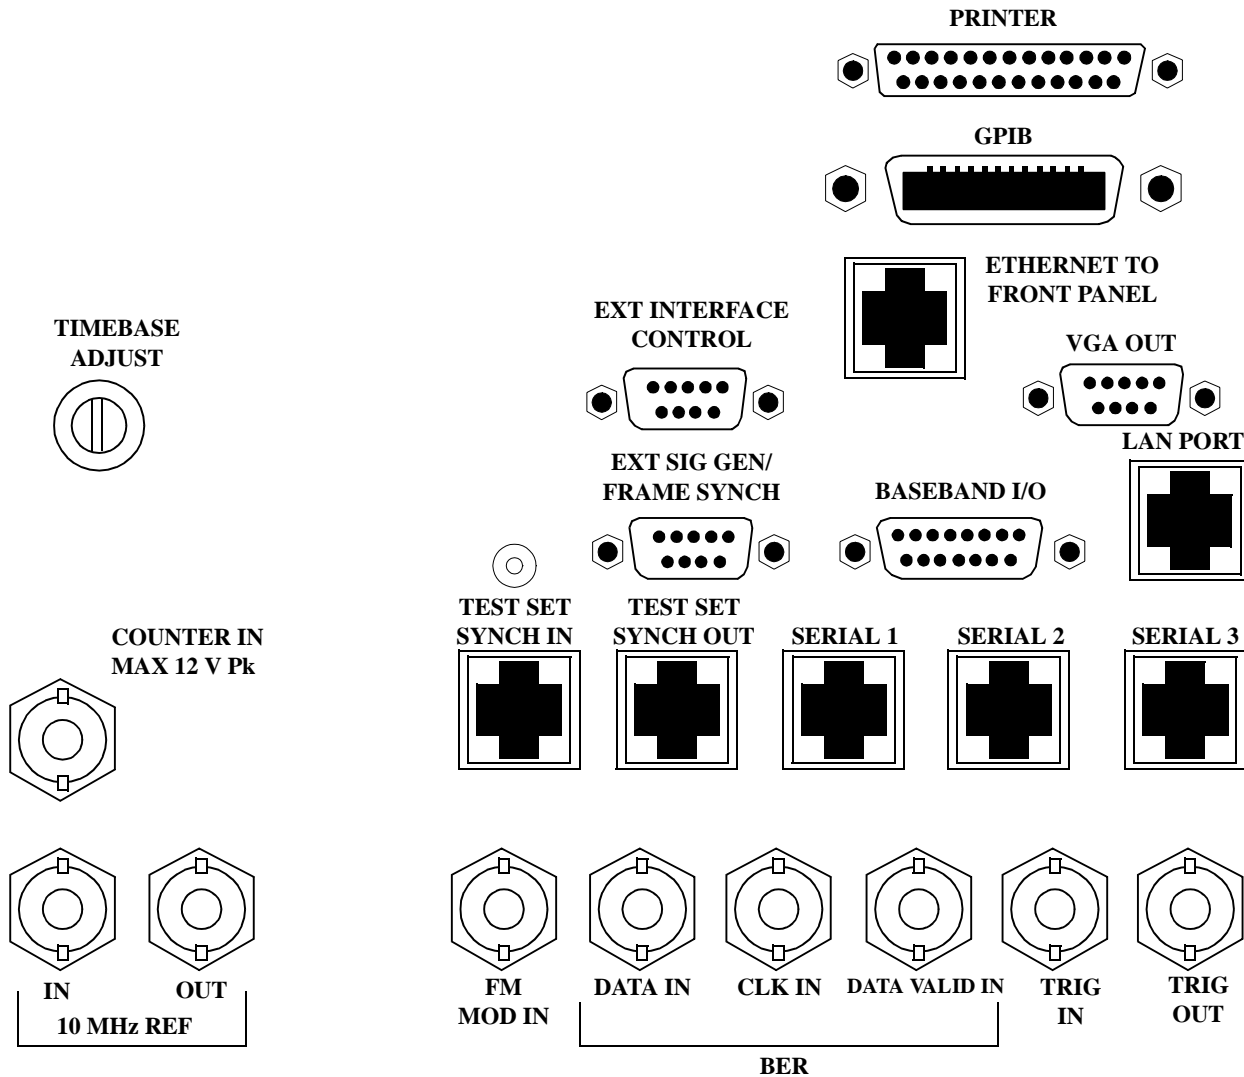 PRINTER
GPIB
ETHERNET TO
FRONT PANEL
EXT INTERFACE
CONTROL
TIMEBASE
ADJUST
VGA OUT
LAN PORT
EXT SIG GEN/
FRAME SYNCH
BASEBAND I/O
TEST SET
SYNCH IN
TEST SET
SYNCH OUT
SERIAL 1
SERIAL 2
SERIAL 3
COUNTER IN
MAX 12 V Pk
IN
OUT
10 MHz REF
FM
MOD IN
DATA IN
CLK IN
DATA VALID IN
TRIG
IN
TRIG
OUT
BER